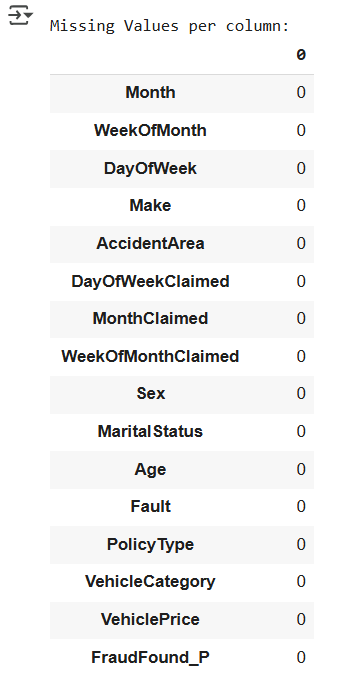 Missing Values per column:
0
Month 0
WeekOfMonth 0
DayOfWeek 0
Make 0
AccidentArea 0
DayOfWeekClaimed 0
MonthClaimed 0
WeekOfMonthClaimed 0
Sex 0
MaritalStatus 0
Age 0
Fault 0
PolicyType 0
VehicleCategory 0
VehiclePrice 0
FraudFound_P 0